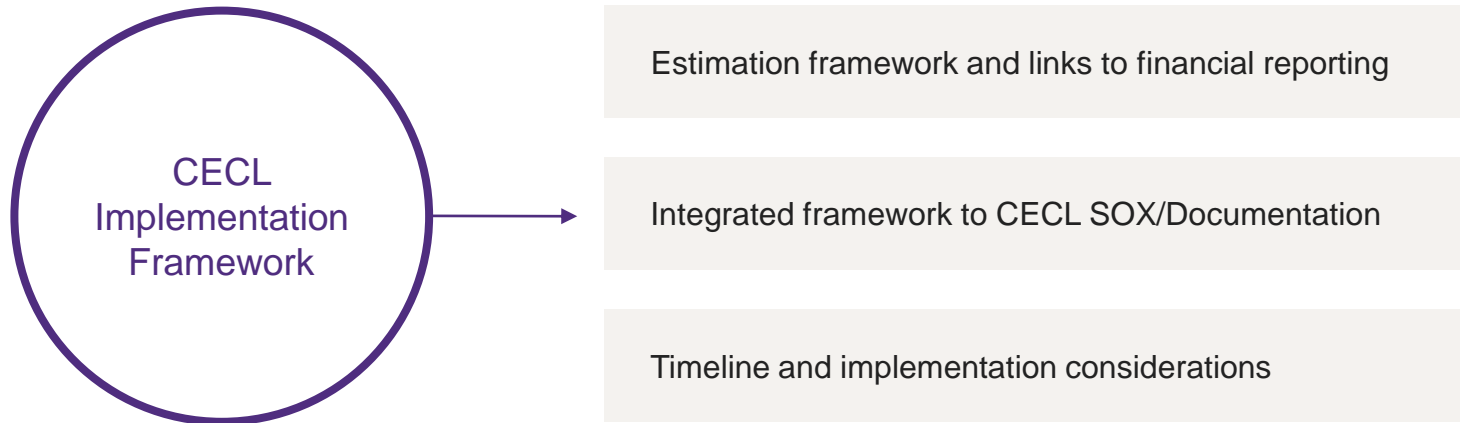 CECL
Implementation
Framework
Estimation framework and links to financial reporting
Integrated framework to CECL SOX/Documentation
Timeline and implementation considerations